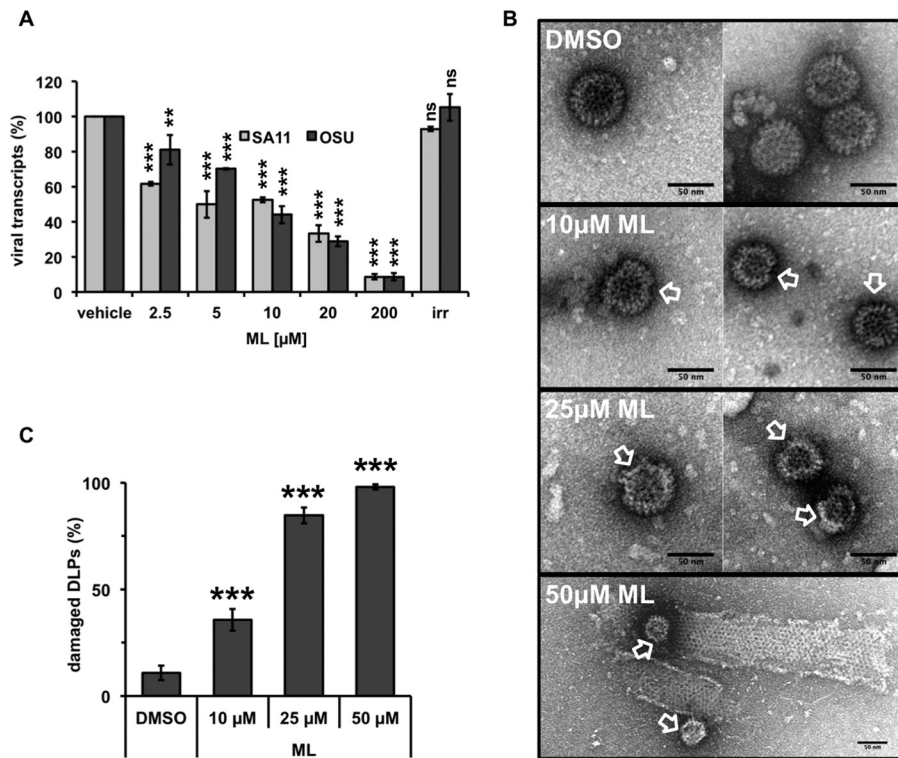 A
viral transcripts (%)
120
100
80
60
40
20
0
SA11 OSU
*** **
*** ***
*** ***
*** ***
*** ***
ns ns
vehicle 2.5 5 10 20 200 irr
ML [µM]
B
DMSO
50 nm 50 nm
10µM ML
50 nm 50 nm
25µM ML
50 nm 50 nm
50µM ML
50 nm
C
damaged DLPs (%)
100
50
0
***
***
***
DMSO 10 µM 25 µM 50 µM
ML